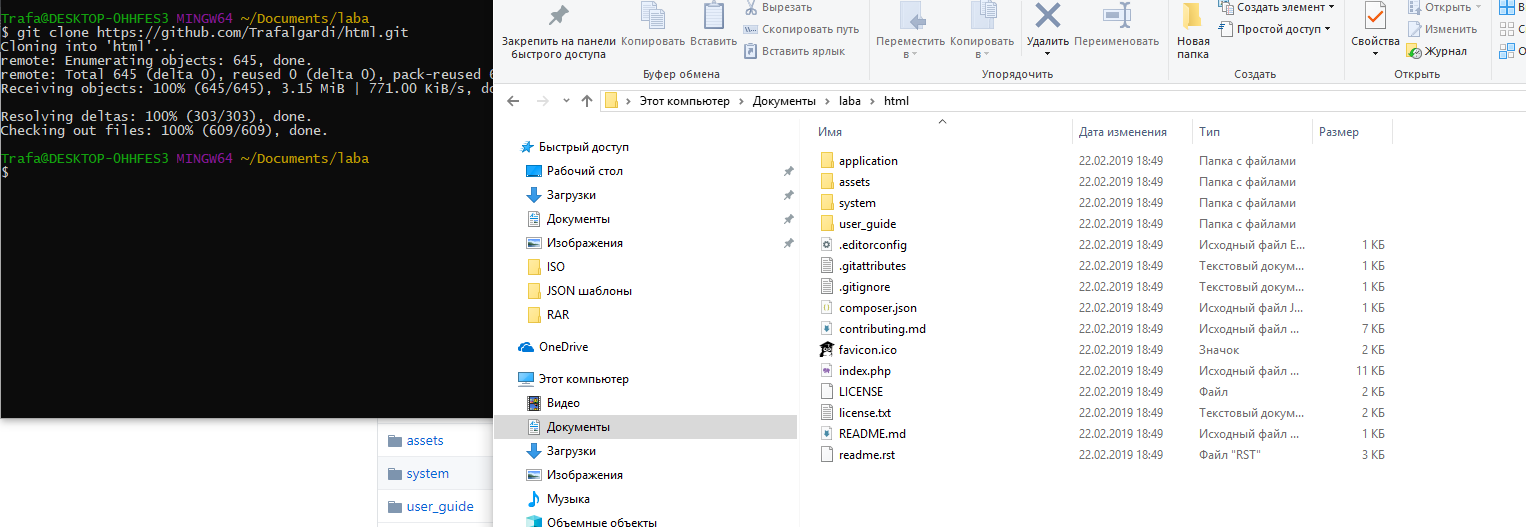 Trafa@DESKTOP-OHHFES3 MINGW64 ~/Documents/laba
$ git clone https://github.com/Trafalgardi/html.git
Cloning into 'html'...
remote: Enumerating objects: 645, done.
remote: Total 645 (delta 0), reused 0 (delta 0), pack-reused 6
Receiving objects: 100% (645/645), 3.15 MiB | 771.00 KiB/s, do
Resolving deltas: 100% (303/303), done.
Checking out files: 100% (609/609), done.
Trafa@DESKTOP-OHHFES3 MINGW64 ~/Documents/laba
$
assets
system
user_guide
Закрепить на панели быстрого доступа
Копировать
Вставить
Вырезать
Скопировать путь
Вставить ярлык
Буфер обмена
Переместить в
Копировать в
Удалить
Переименовать
Упорядочить
Новая папка
Создать элемент
Простой доступ
Создать
Свойства
Открыть
Изменить
Журнал
Открыть
В
С
О
Этот компьютер
Документы
laba
html
Быстрый доступ
Рабочий стол
Загрузки
Документы
Изображения
ISO
JSON шаблоны
RAR
OneDrive
Этот компьютер
Видео
Документы
Загрузки
Изображения
Музыка
Объемные объекты
Имя Дата изменения Тип Размер
application 22.02.2019 18:49 Папка с файлами
assets 22.02.2019 18:49 Папка с файлами
system 22.02.2019 18:49 Папка с файлами
user_guide 22.02.2019 18:49 Папка с файлами
.editorconfig 22.02.2019 18:49 Исходный файл E... 1 КБ
.gitattributes 22.02.2019 18:49 Текстовый докум... 1 КБ
.gitignore 22.02.2019 18:49 Текстовый докум... 1 КБ
composer.json 22.02.2019 18:49 Исходный файл J... 1 КБ
contributing.md 22.02.2019 18:49 Исходный файл ... 7 КБ
favicon.ico 22.02.2019 18:49 Значок 2 КБ
index.php 22.02.2019 18:49 Исходный файл ... 11 КБ
LICENSE 22.02.2019 18:49 Файл 2 КБ
license.txt 22.02.2019 18:49 Текстовый докум... 2 КБ
README.md 22.02.2019 18:49 Исходный файл ... 1 КБ
readme.rst 22.02.2019 18:49 Файл "RST" 3 КБ